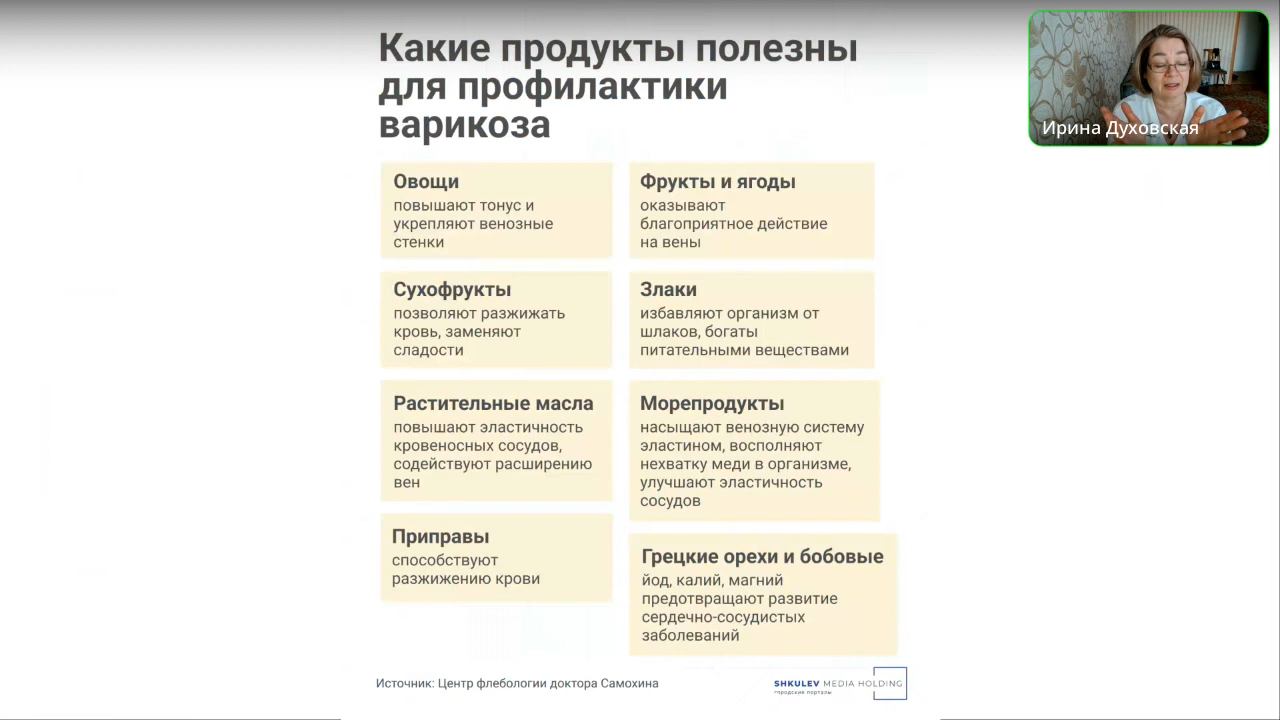 Какие продукты полезны
для профилактики
варикоза
Ирина Духовская
Овощи
повышают тонус и
укрепляют венозные
стенки
Фрукты и ягоды
оказывают
благоприятное действие
на вены
Сухофрукты
позволяют разжижать
кровь, заменяют
сладости
Злаки
избавляют организм от
шлаков, богаты
питательными веществами
Растительные масла
повышают эластичность
кровеносных сосудов,
содействуют расширению
вен
Морепродукты
насыщают венозную систему
эластином, восполняют
нехватку меди в организме,
улучшают эластичность
сосудов
Приправы
способствуют
разжижению крови
Грецкие орехи и бобовые
йод, калий, магний
предотвращают развитие
сердечно-сосудистых
заболеваний
Источник: Центр флебологии доктора Самохина
SHKULEV MEDIA HOLDING
городские порталы